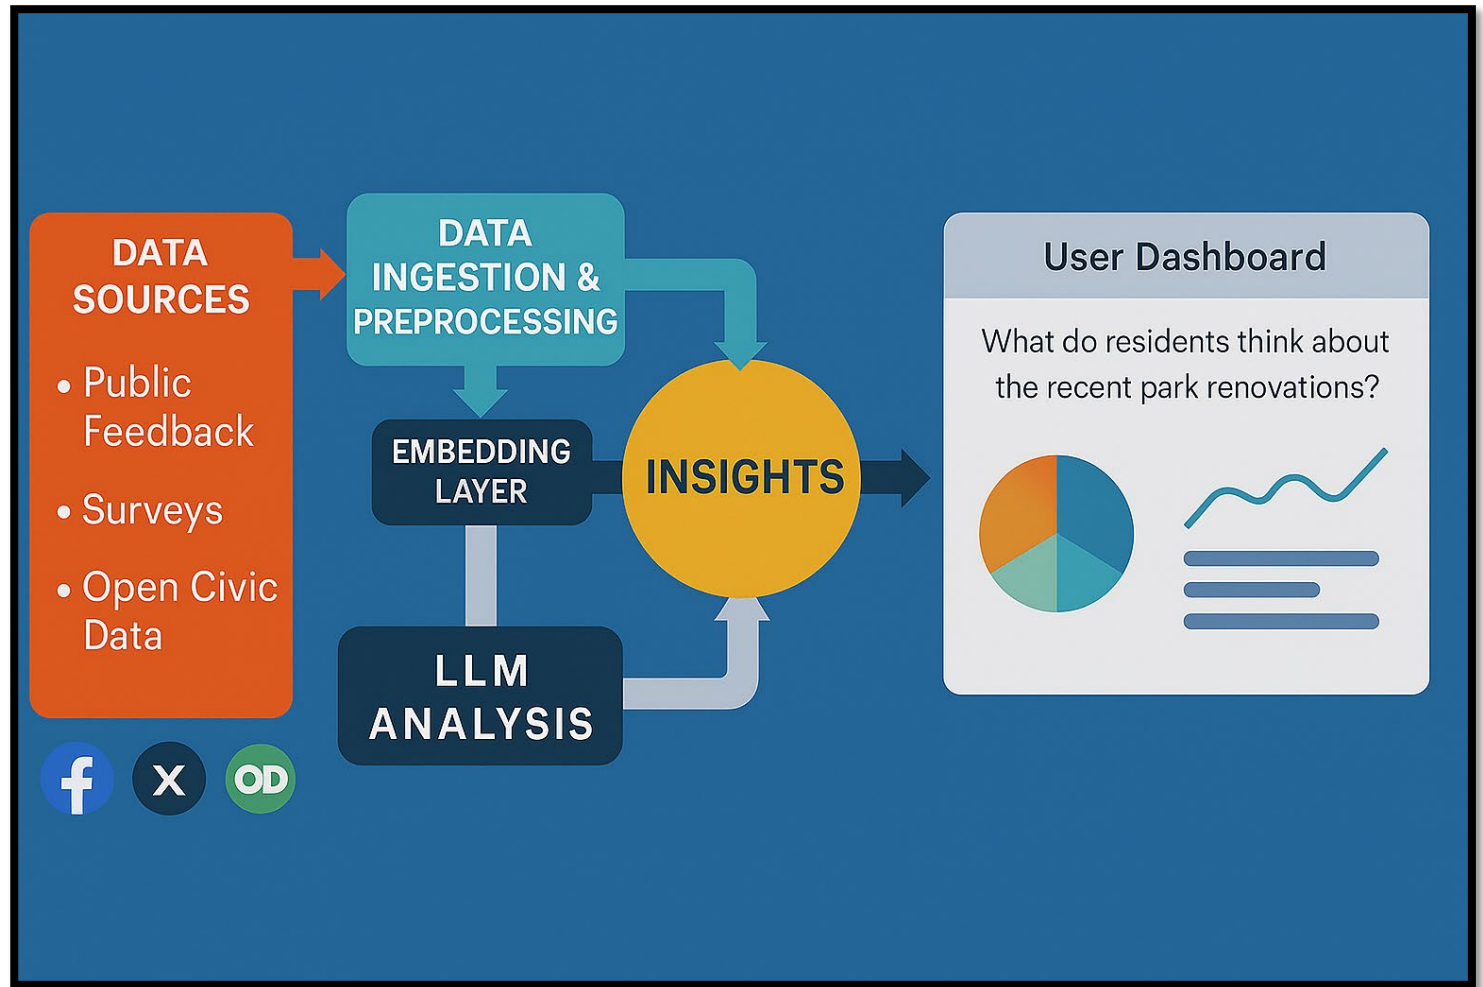 DATA
SOURCES
• Public
Feedback
• Surveys
• Open Civic
Data
f
X
OD
DATA
INGESTION &
PREPROCESSING
EMBEDDING
LAYER
LLM
ANALYSIS
INSIGHTS
User Dashboard
What do residents think about
the recent park renovations?